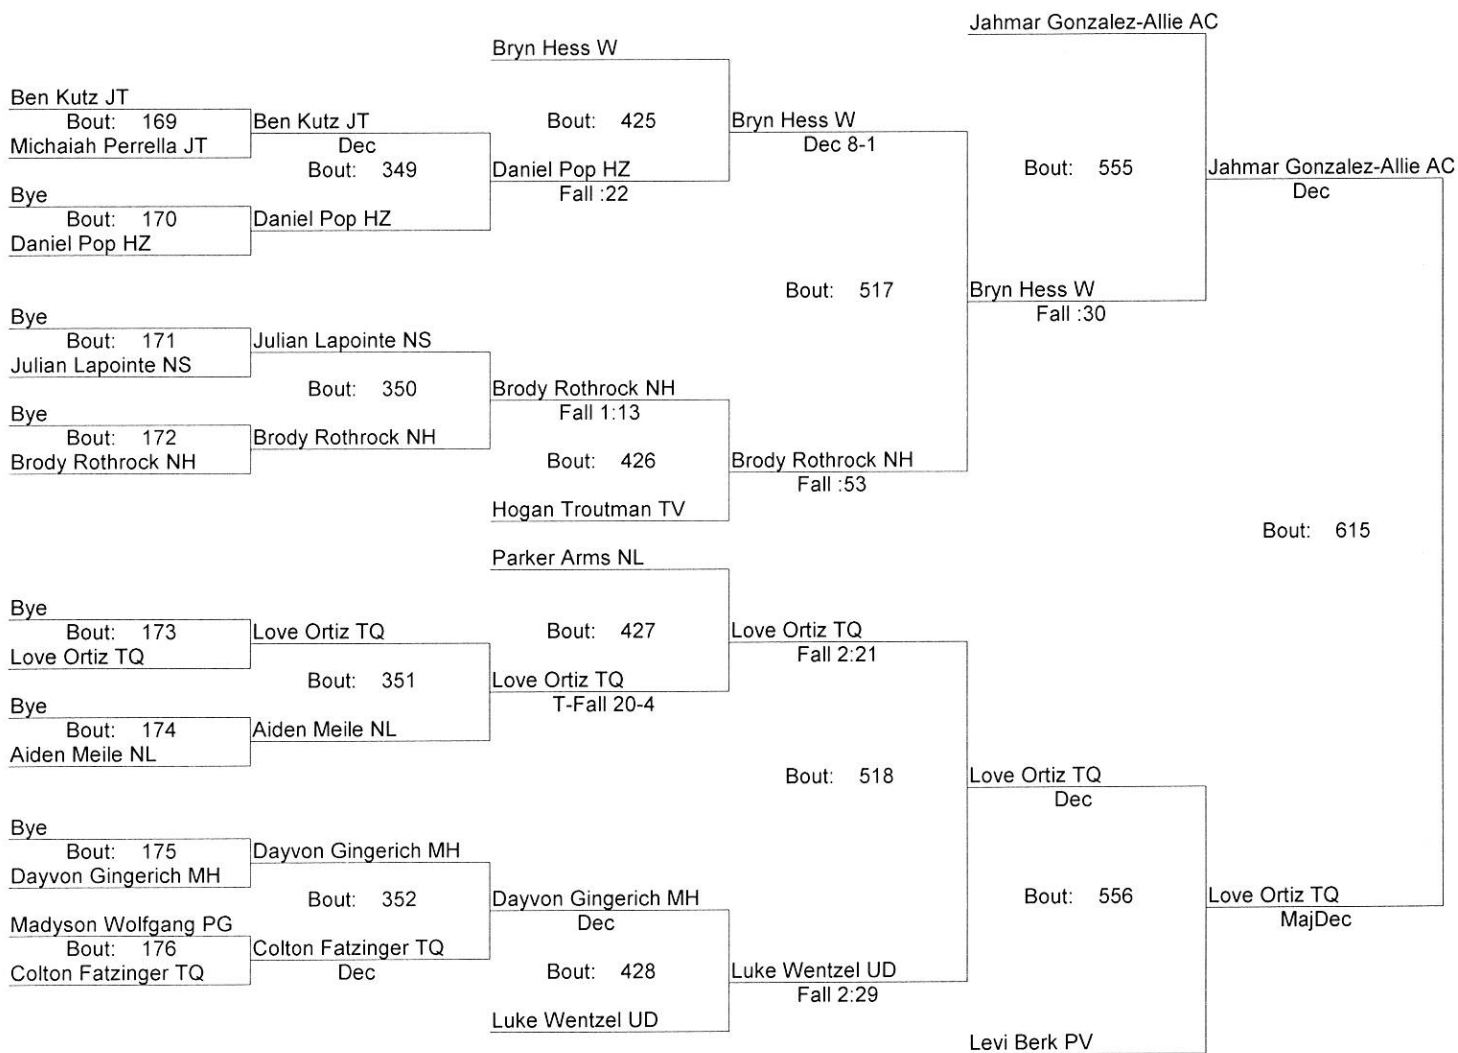 Jahmar Gonzalez-Allie AC
Bryn Hess W
Ben Kutz JT
Bout: 169
Michaiah Perrella JT
Ben Kutz JT
Dec
Bout: 349
Bye
Bout: 170
Daniel Pop HZ
Daniel Pop HZ
Bout: 425
Daniel Pop HZ
Fall :22
Bryn Hess W
Dec 8-1
Bout: 555
Jahmar Gonzalez-Allie AC
Dec
Bye
Bout: 171
Julian Lapointe NS
Julian Lapointe NS
Bout: 350
Bye
Bout: 172
Brody Rothrock NH
Brody Rothrock NH
Brody Rothrock NH
Fall 1:13
Bout: 426
Hogan Troutman TV
Brody Rothrock NH
Fall :53
Bout: 517
Bryn Hess W
Fall :30
Bout: 615
Parker Arms NL
Bye
Bout: 173
Love Ortiz TQ
Love Ortiz TQ
Bout: 351
Bye
Bout: 174
Aiden Meile NL
Aiden Meile NL
Bout: 427
Love Ortiz TQ
T-Fall 20-4
Love Ortiz TQ
Fall 2:21
Bout: 518
Love Ortiz TQ
Dec
Bye
Bout: 175
Dayvon Gingerich MH
Dayvon Gingerich MH
Bout: 352
Madyson Wolfgang PG
Bout: 176
Colton Fatzinger TQ
Colton Fatzinger TQ
Dec
Dayvon Gingerich MH
Dec
Bout: 428
Luke Wentzel UD
Luke Wentzel UD
Fall 2:29
Bout: 556
Love Ortiz TQ
MajDec
Levi Berk PV